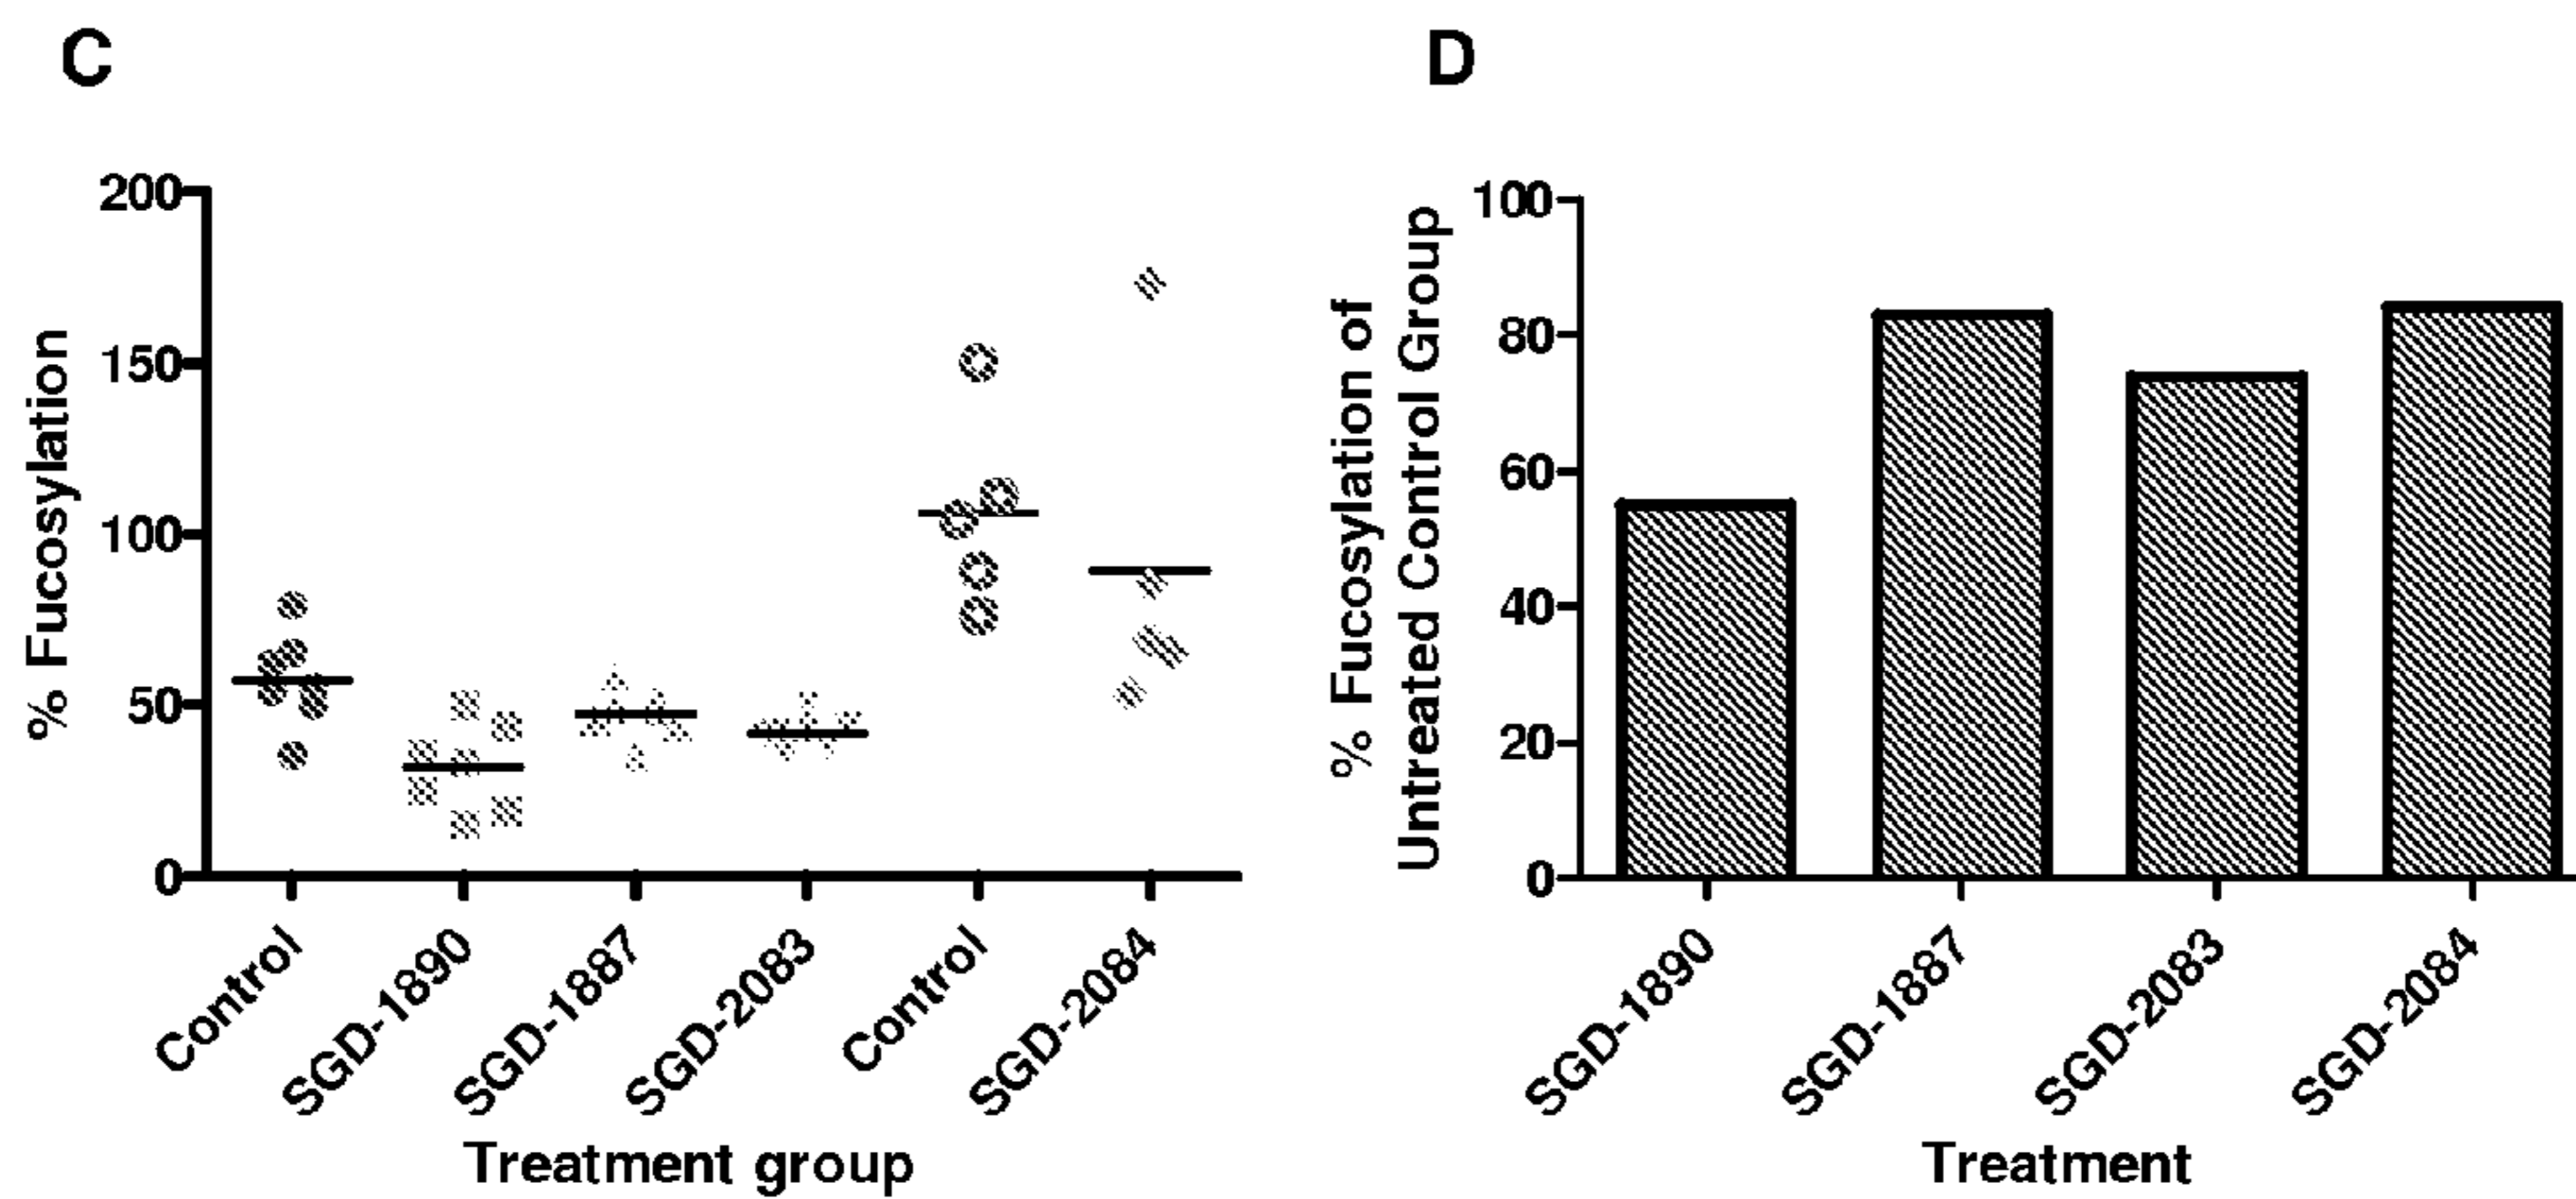 C
% Fucosylation
200
150
100
50
0
Control
SGD-1890
SGD-1887
SGD-2083
Control
SGD-2084
Treatment group
D
% Fucosylation of
Untreated Control Group
100
80
60
40
20
0
SGD-1890
SGD-1887
SGD-2083
SGD-2084
Treatment